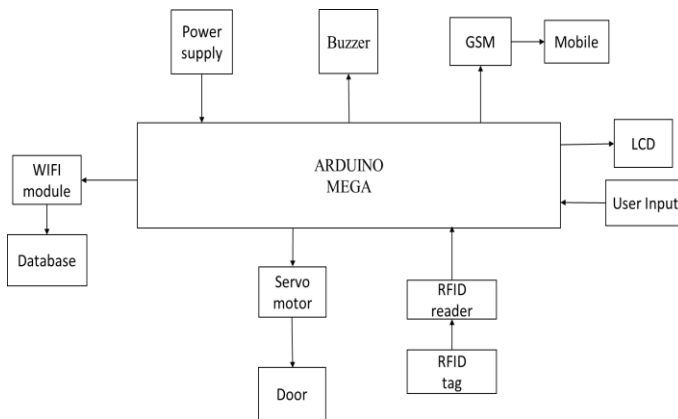 Power
supply
Buzzer
GSM
Mobile
ARDUINO
MEGA
LCD
WIFI
module
User Input
Database
Servo
motor
RFID
reader
RFID
tag
Door